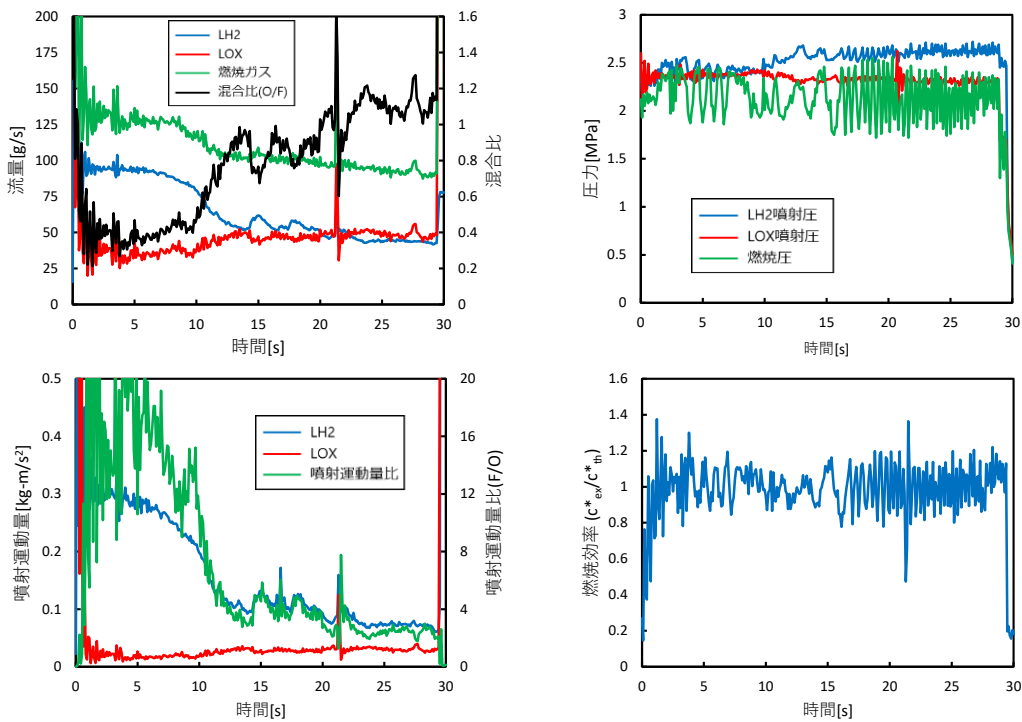 LH2
LOX
燃焼ガス
混合比(O/F)
流量[g/s]
混合比
時間[s]
200
175
150
125
100
75
50
25
0
1.6
1.4
1.2
1
0.8
0.6
0.4
0.2
0
0 5 10 15 20 25 30
LH2噴射圧
LOX噴射圧
燃焼圧
圧力[MPa]
時間[s]
3
2.5
2
1.5
1
0.5
0
0 5 10 15 20 25 30
LH2
LOX
噴射運動量比
噴射運動量[kg-m/s²]
噴射運動量比(F/O)
時間[s]
0.5
0.4
0.3
0.2
0.1
0
20
16
12
8
4
0
0 5 10 15 20 25 30
燃焼効率 (c*ex/c*th)
時間[s]
1.6
1.4
1.2
1
0.8
0.6
0.4
0.2
0
0 5 10 15 20 25 30